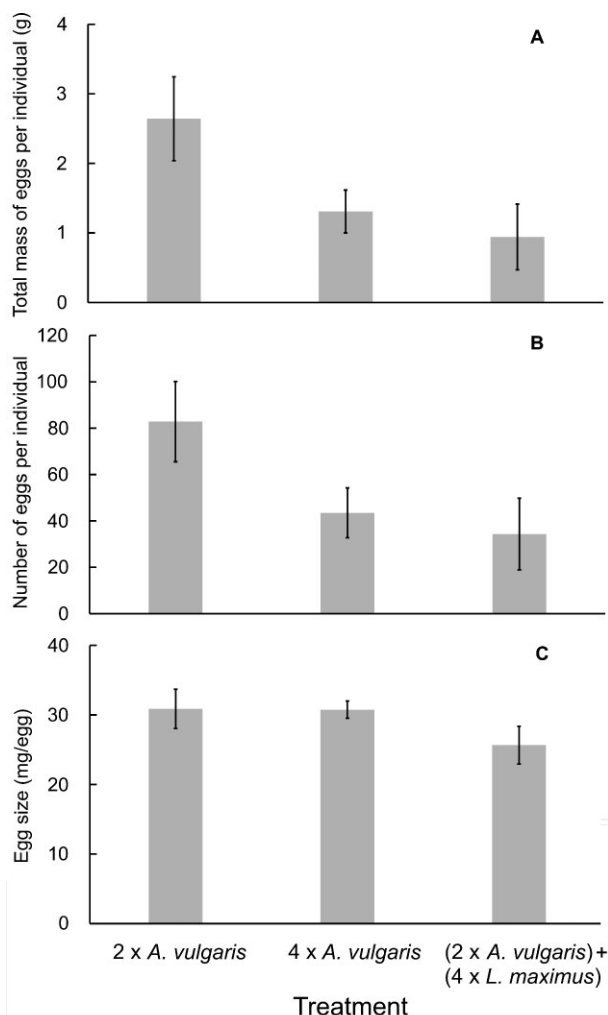 A
Total mass of eggs per individual (g)
4
3
2
1
0
B
Number of eggs per individual
120
100
80
60
40
20
0
C
Egg size (mg/egg)
40
30
20
10
0
2 x A. vulgaris
4 x A. vulgaris
(2 x A. vulgaris)+
(4 x L. maximus)
Treatment